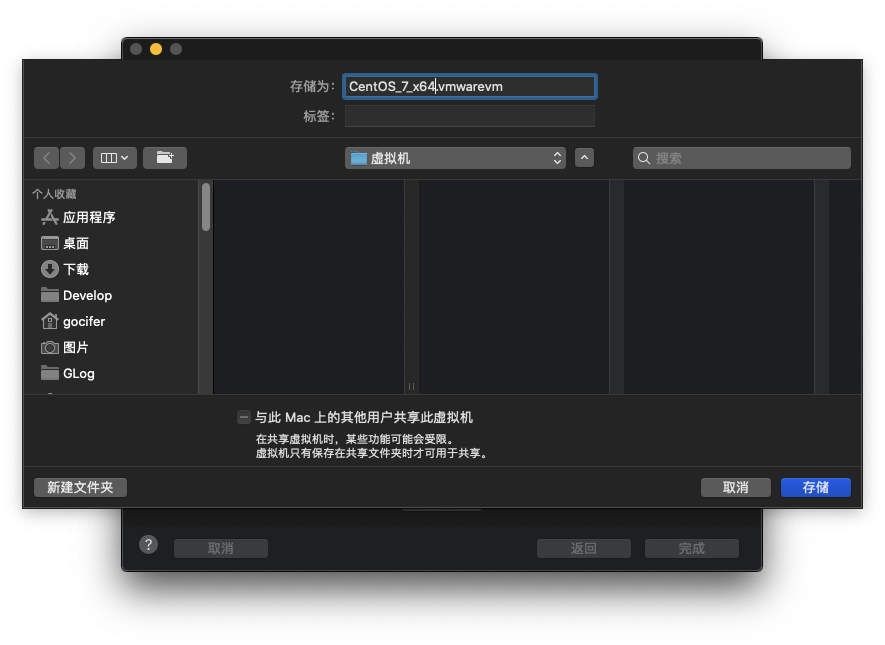 存储为：
CentOS_7_x64.vmwarevm
标签：
虚拟机
搜索
个人收藏
应用程序
桌面
下载
Develop
gocifer
图片
GLog
与此 Mac 上的其他用户共享此虚拟机
在共享虚拟机时，某些功能可能会受限。
虚拟机只有保存在共享文件夹时才可用于共享。
新建文件夹
取消
存储
?
取消
返回
完成